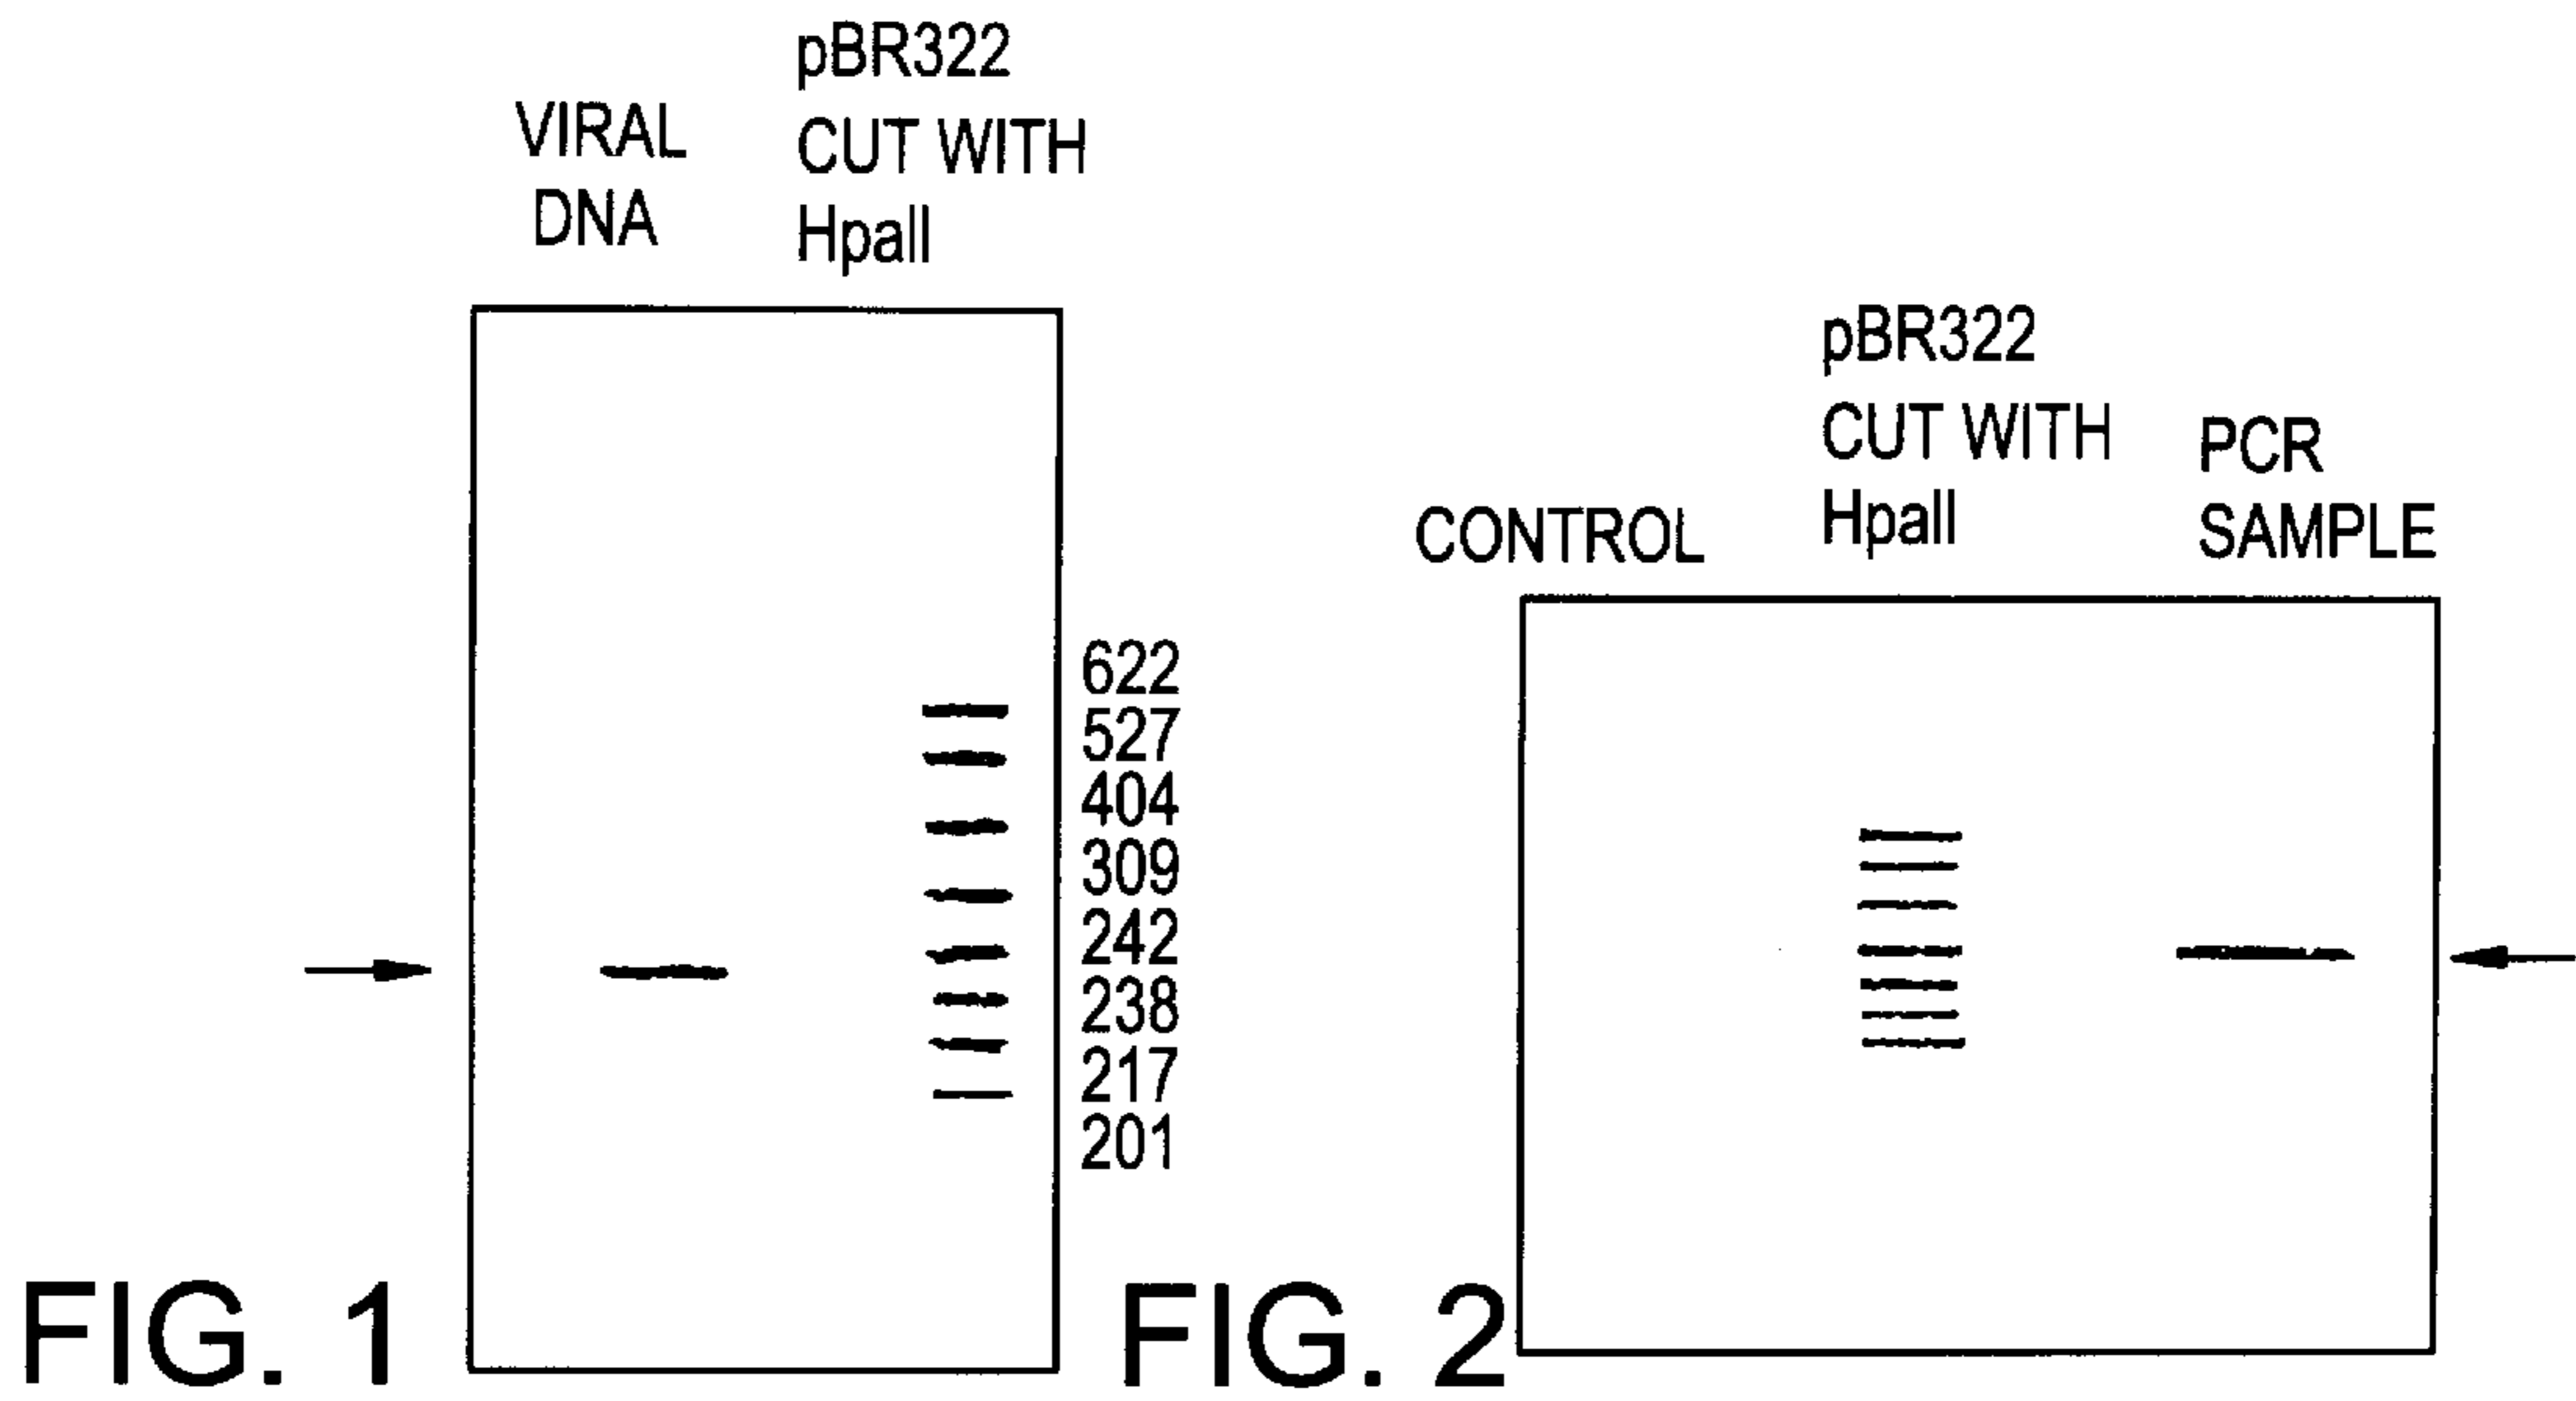 VIRAL
DNA
pBR322
CUT WITH
HpaII
622
527
404
309
242
238
217
201
FIG. 1
CONTROL
pBR322
CUT WITH
HpaII
PCR
SAMPLE
FIG. 2